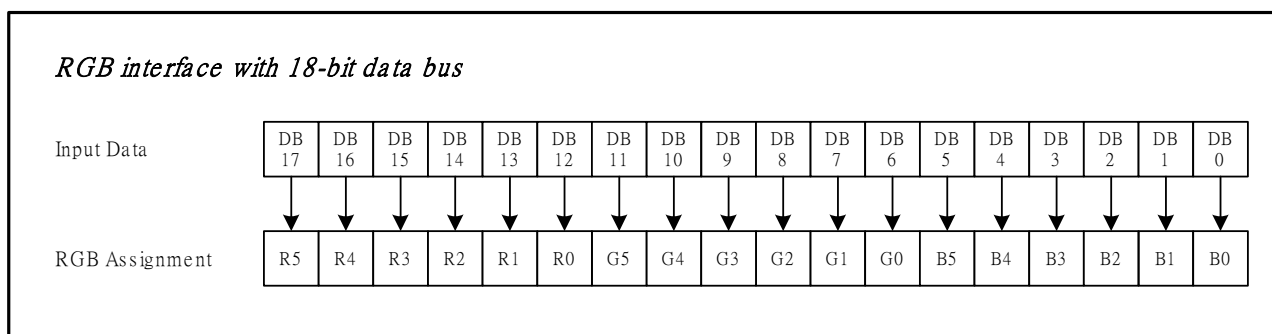 RGB interface with 18-bit data bus
Input Data DB 17 DB 16 DB 15 DB 14 DB 13 DB 12 DB 11 DB 10 DB 9 DB 8 DB 7 DB 6 DB 5 DB 4 DB 3 DB 2 DB 1 DB 0
RGB Assignment R5 R4 R3 R2 R1 R0 G5 G4 G3 G2 G1 G0 B5 B4 B3 B2 B1 B0